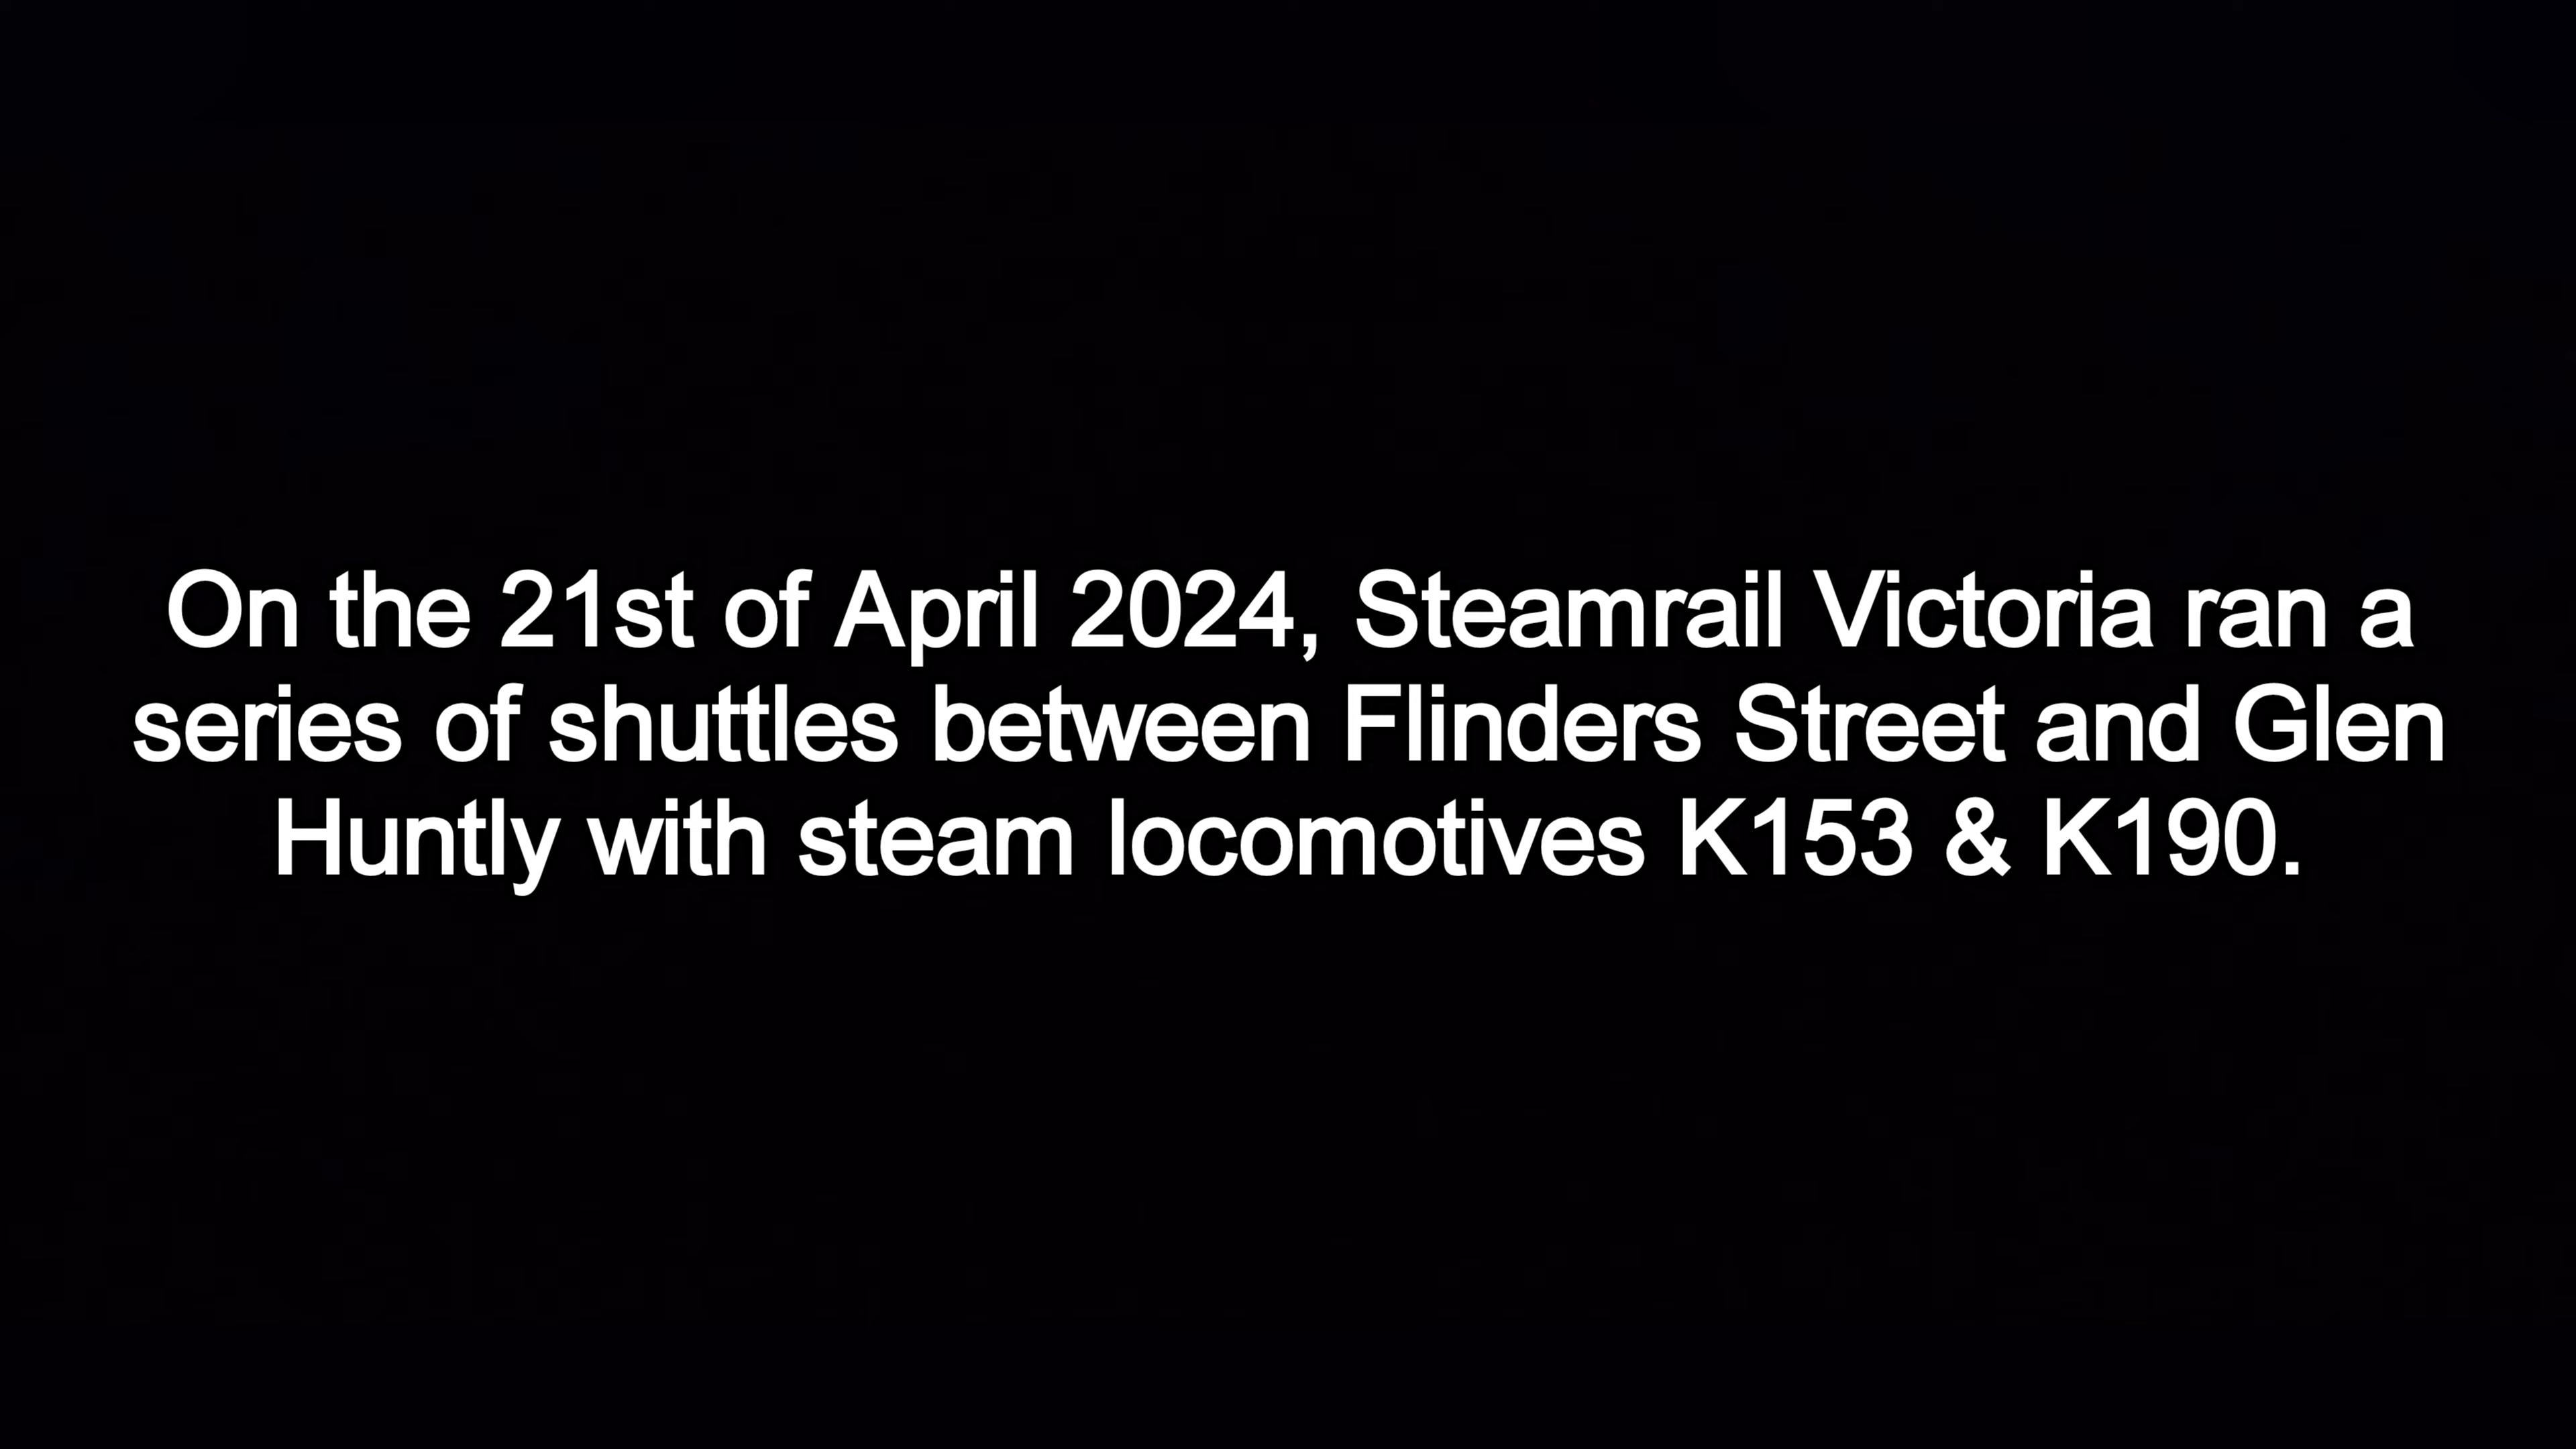 On the 21st of April 2024, Steamrail Victoria ran a
series of shuttles between Flinders Street and Glen
Huntly with steam locomotives K153 & K190.